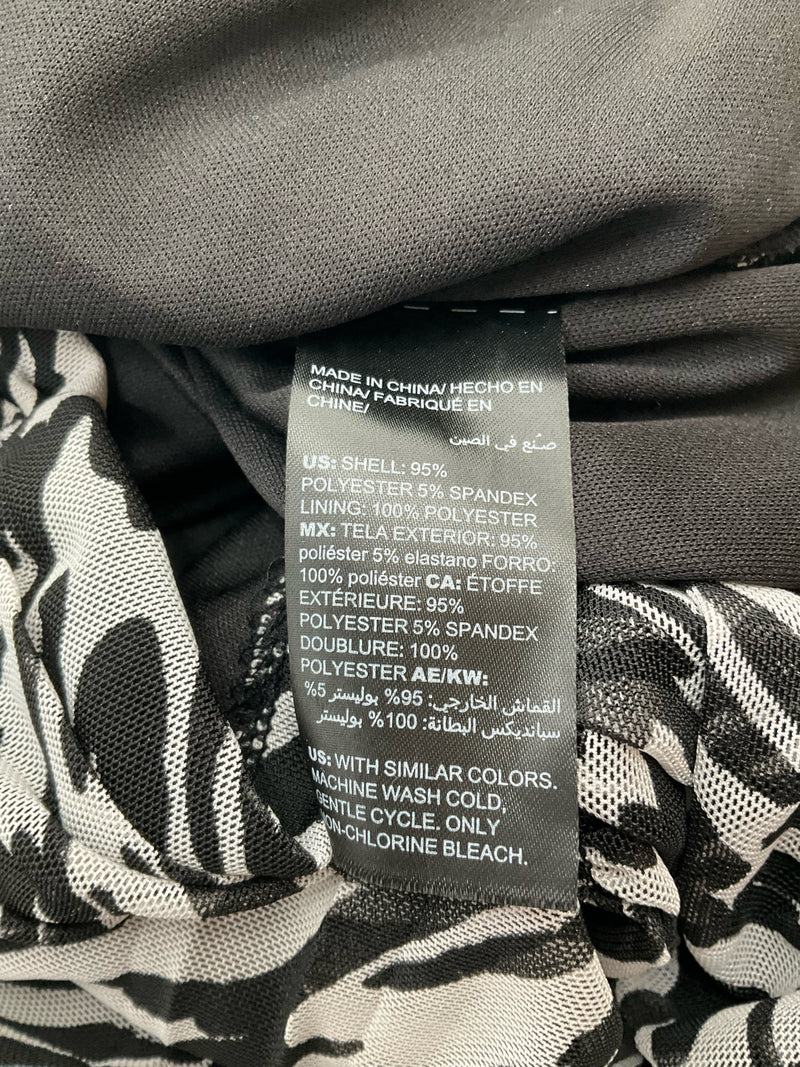 MADE IN CHINA/ HECHO EN
CHINA/ FABRIQUÉ EN
CHINE/
صنع في الصين
US: SHELL: 95%
POLYESTER 5% SPANDEX
LINING: 100% POLYESTER
MX: TELA EXTERIOR: 95%
poliéster 5% elastano FORRO:
100% poliéster CA: ÉTOFFE
EXTÉRIEURE: 95%
POLYESTER 5% SPANDEX
DOUBLURE: 100%
POLYESTER AE/KW:
القماش الخارجي: 95% بوليستر 5%
سباندیکس البطانة: 100% بوليستر
US: WITH SIMILAR COLORS.
MACHINE WASH COLD,
GENTLE CYCLE. ONLY
NON-CHLORINE BLEACH.